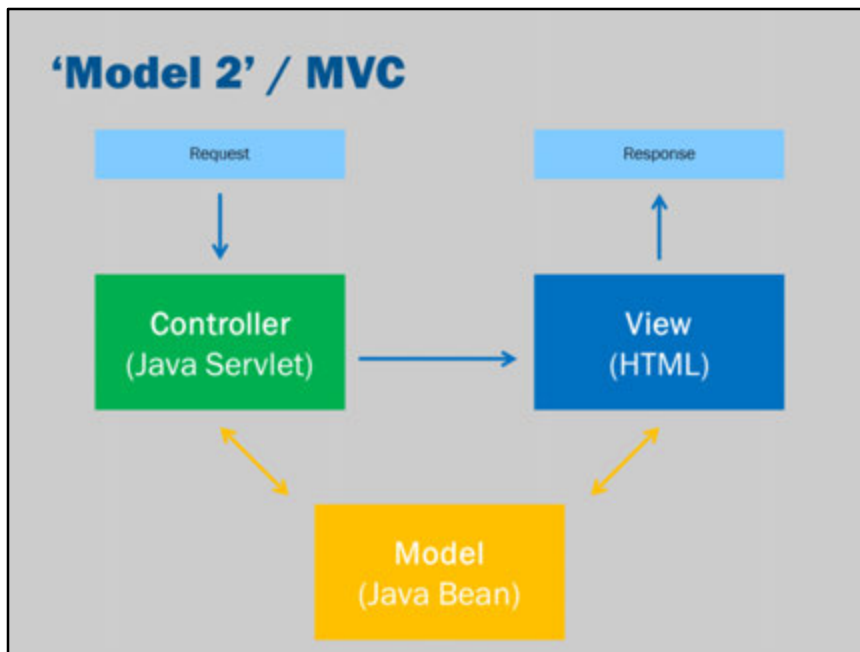 ‘Model 2’ / MVC
Request
Response
Controller
(Java Servlet)
View
(HTML)
Model
(Java Bean)